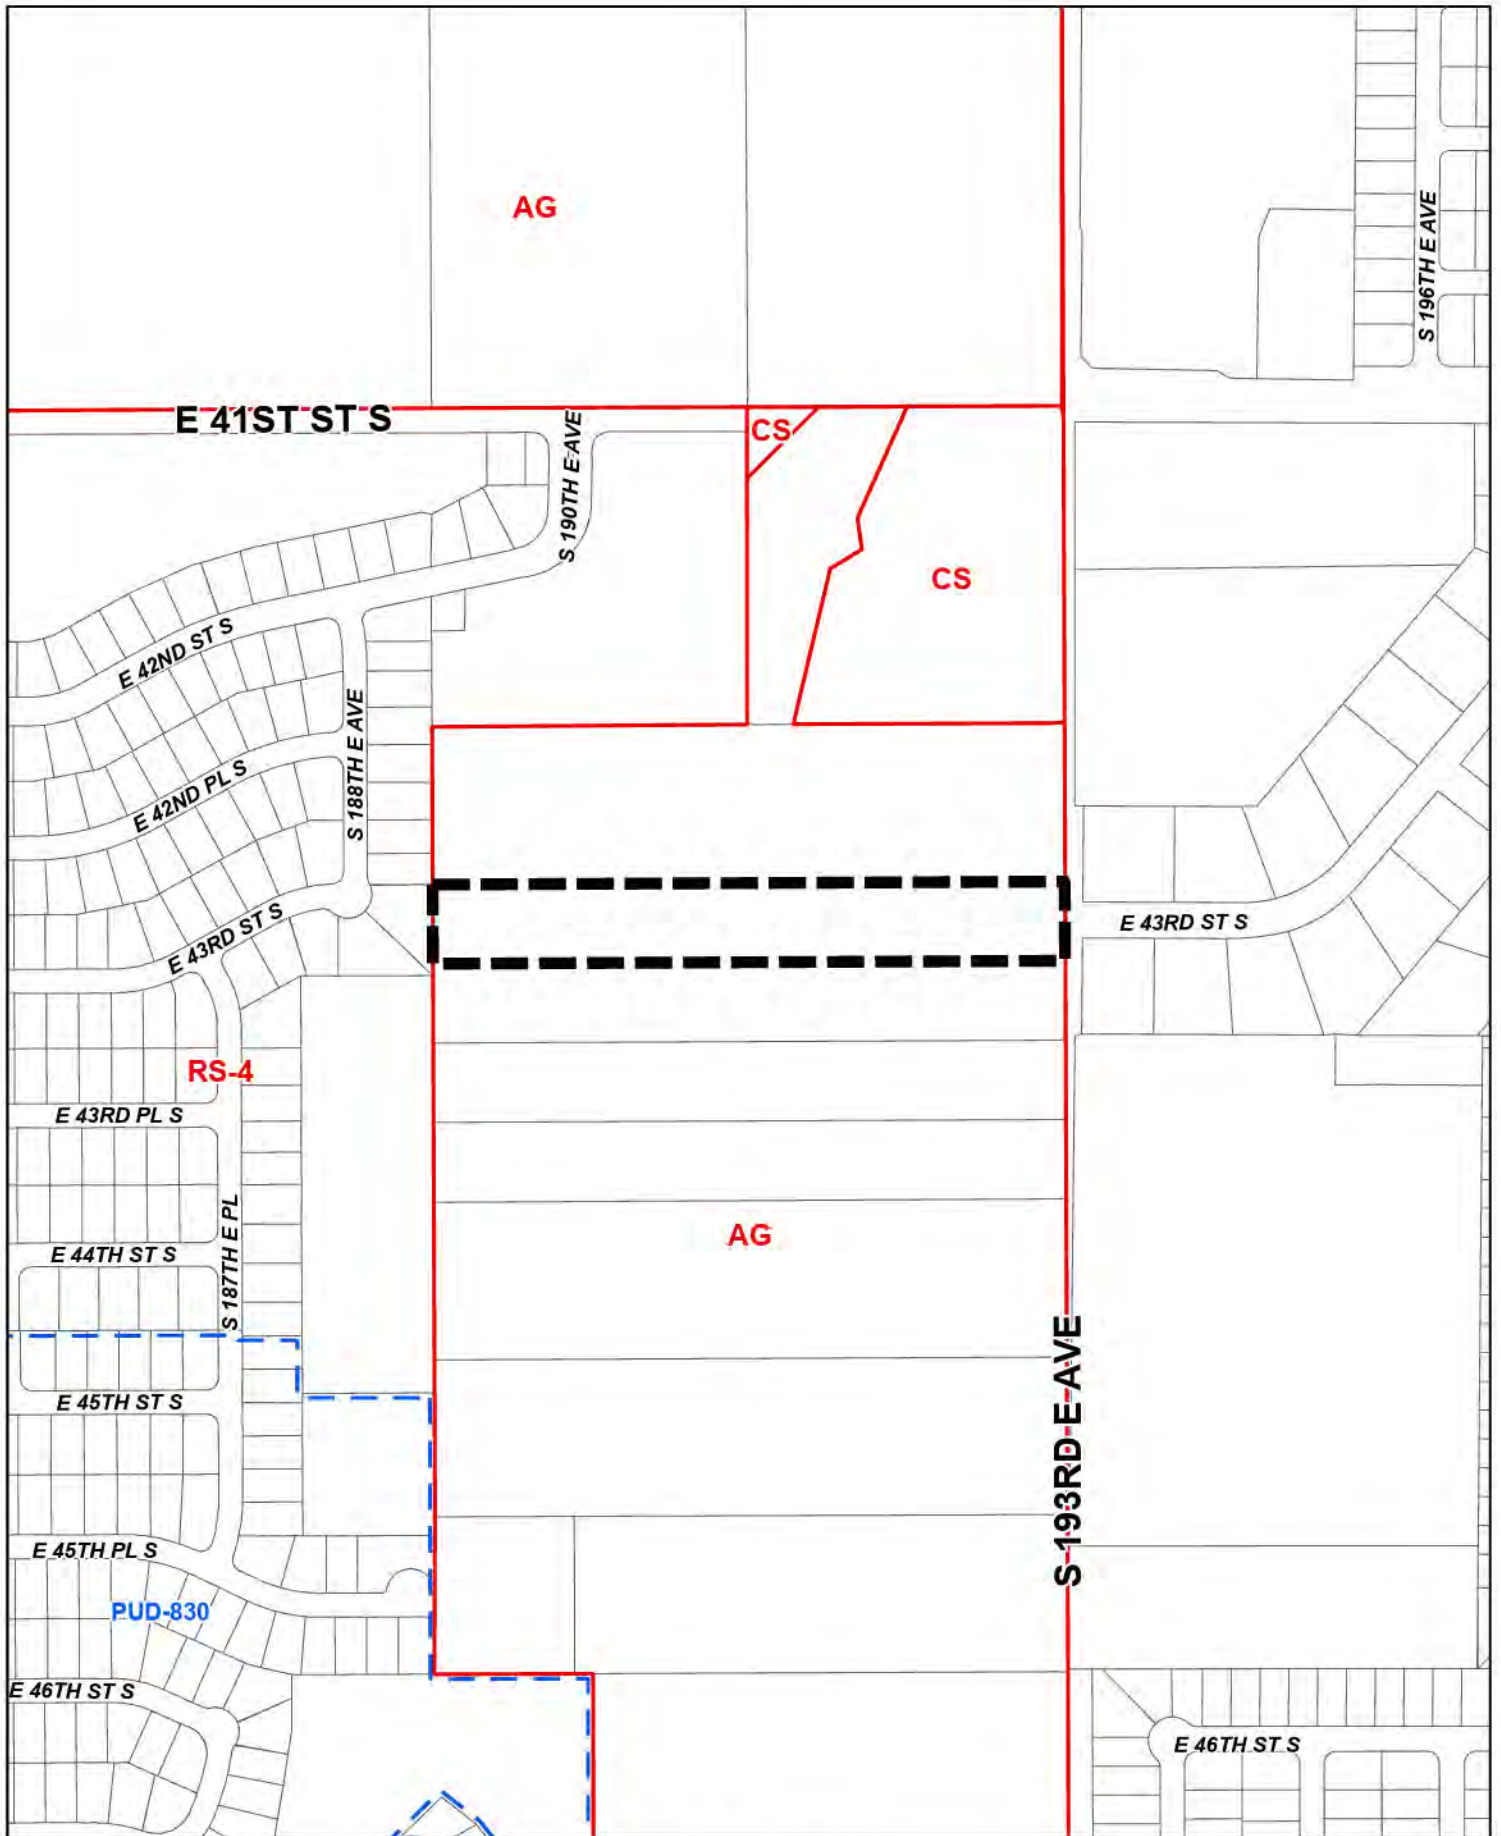 AG
S 196TH E AVE
E 41ST ST S
S 190TH E AVE
CS
CS
E 42ND ST S
S 188TH E AVE
E 42ND PL S
E 43RD ST S
E 43RD ST S
RS-4
E 43RD PL S
S 187TH E PL
AG
E 44TH ST S
S 193RD E AVE
E 45TH ST S
E 45TH PL S
PUD-830
E 46TH ST S
E 46TH ST S